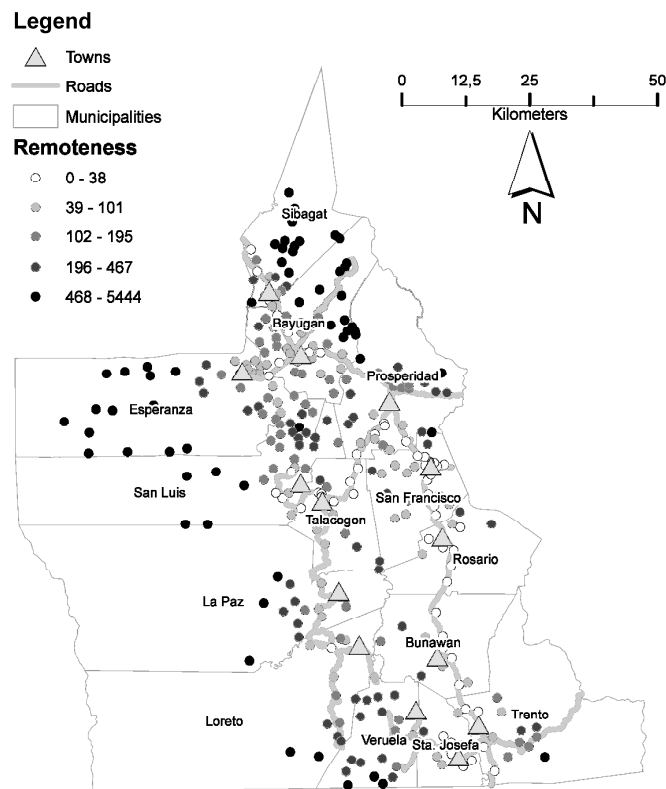 Legend
Towns
Roads
Municipalities
Remoteness
0 - 38
39 - 101
102 - 195
196 - 467
468 - 5444
0 12,5 25 50
Kilometers
N
Sibagat
Bayugan
Prosperidad
Esperanza
San Luis
San Francisco
Talacogon
Rosario
La Paz
Bunawan
Loreto
Trento
Veruela
Sta. Josefa